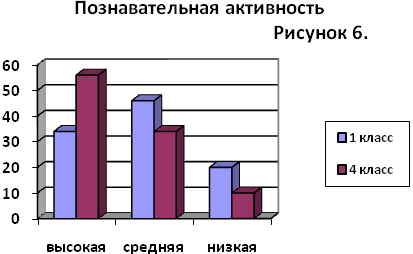 Познавательная активность
Рисунок 6.
60
50
40
30
20
10
0
высокая средняя низкая
1 класс
4 класс